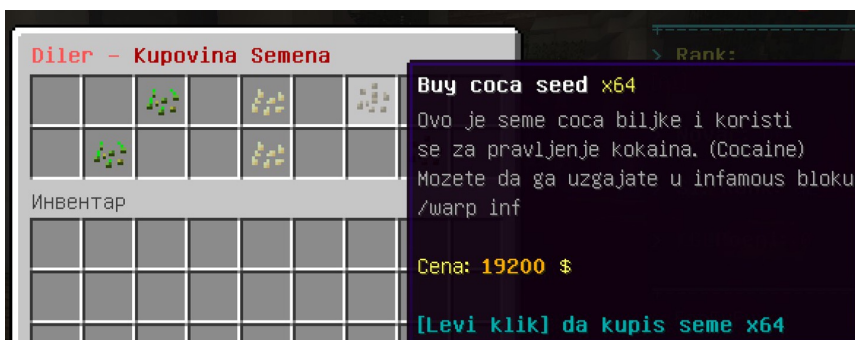 Diler - Kupovina Semena
> Rank:
Buy coca seed x64
Ovo je seme coca biljke i koristi
se za pravljenje kokaina. (Cocaine)
Mozete da ga uzgajate u infamous bloku
/warp inf
Инвентар
Cena: 19200 $
[Levi klik] da kupis seme x64